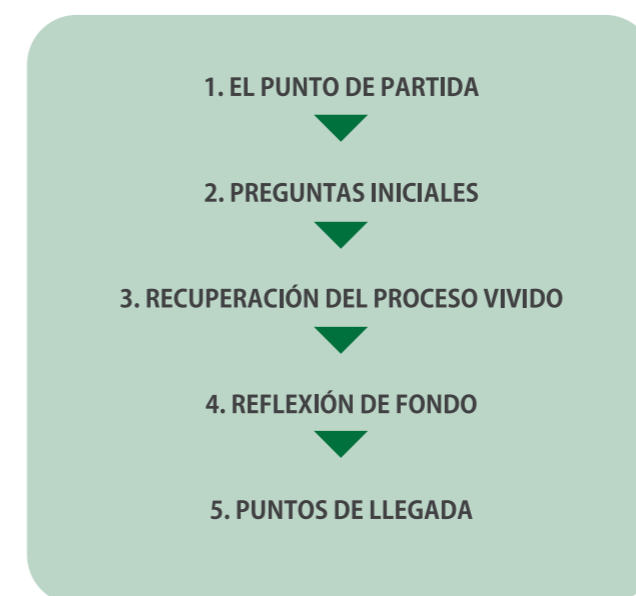 1. EL PUNTO DE PARTIDA
2. PREGUNTAS INICIALES
3. RECUPERACIÓN DEL PROCESO VIVIDO
4. REFLEXIÓN DE FONDO
5. PUNTOS DE LLEGADA